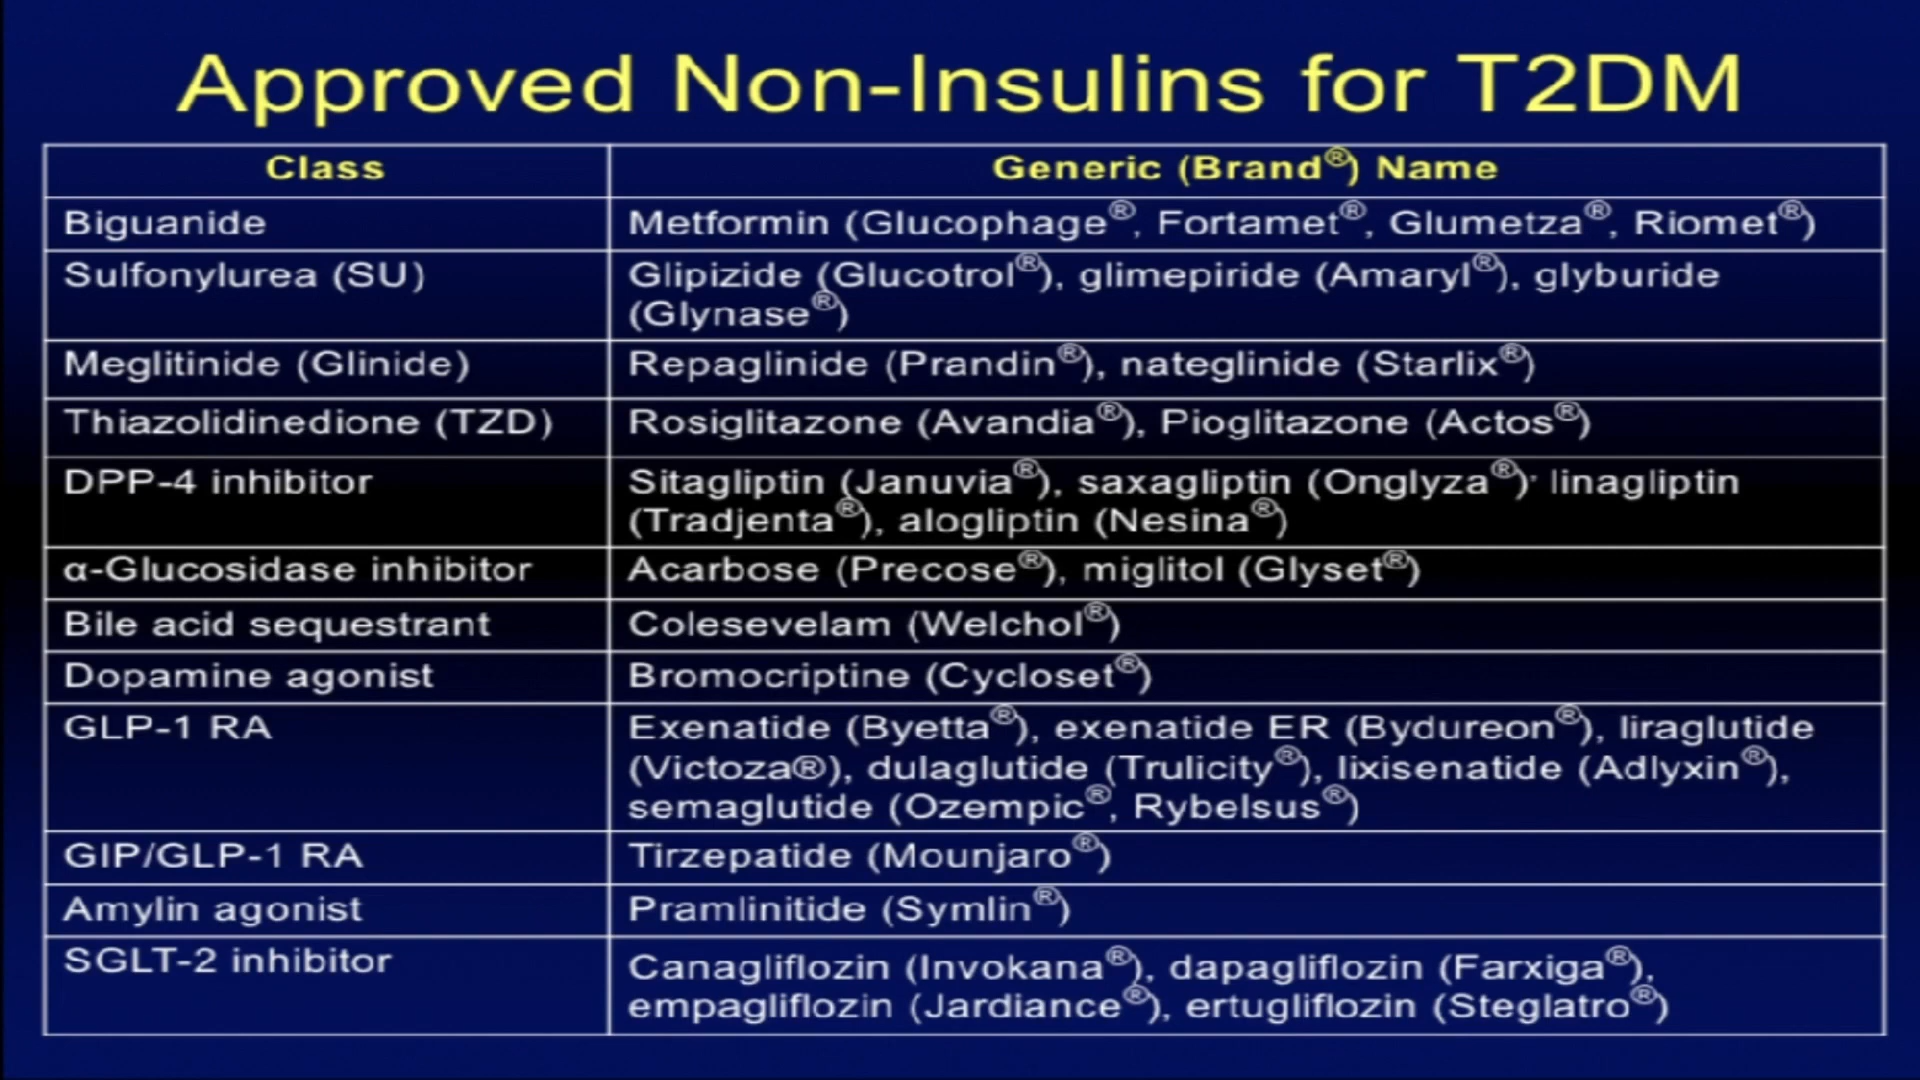 Approved Non-Insulins for T2DM
Class
Generic (Brand®) Name
Biguanide
Metformin (Glucophage®, Fortamet®, Glumetza®, Riomet®)
Sulfonylurea (SU)
Glipizide (Glucotrol®), glimepiride (Amaryl®), glyburide
(Glynase®)
Meglitinide (Glinide)
Repaglinide (Prandin®), nateglinide (Starlix®)
Thiazolidinedione (TZD)
Rosiglitazone (Avandia®), Pioglitazone (Actos®)
DPP-4 inhibitor
Sitagliptin (Januvia®), saxagliptin (Onglyza®), linagliptin
(Tradjenta®), alogliptin (Nesina®)
α-Glucosidase inhibitor
Acarbose (Precose®), miglitol (Glyset®)
Bile acid sequestrant
Colesevelam (Welchol®)
Dopamine agonist
Bromocriptine (Cycloset®)
GLP-1 RA
Exenatide (Byetta®), exenatide ER (Bydureon®), liraglutide
(Victoza®), dulaglutide (Trulicity®), lixisenatide (Adlyxin®),
semaglutide (Ozempic®, Rybelsus®)
GIP/GLP-1 RA
Tirzepatide (Mounjaro®)
Amylin agonist
Pramlinitide (Symlin®)
SGLT-2 inhibitor
Canagliflozin (Invokana®), dapagliflozin (Farxiga®),
empagliflozin (Jardiance®), ertugliflozin (Steglatro®)